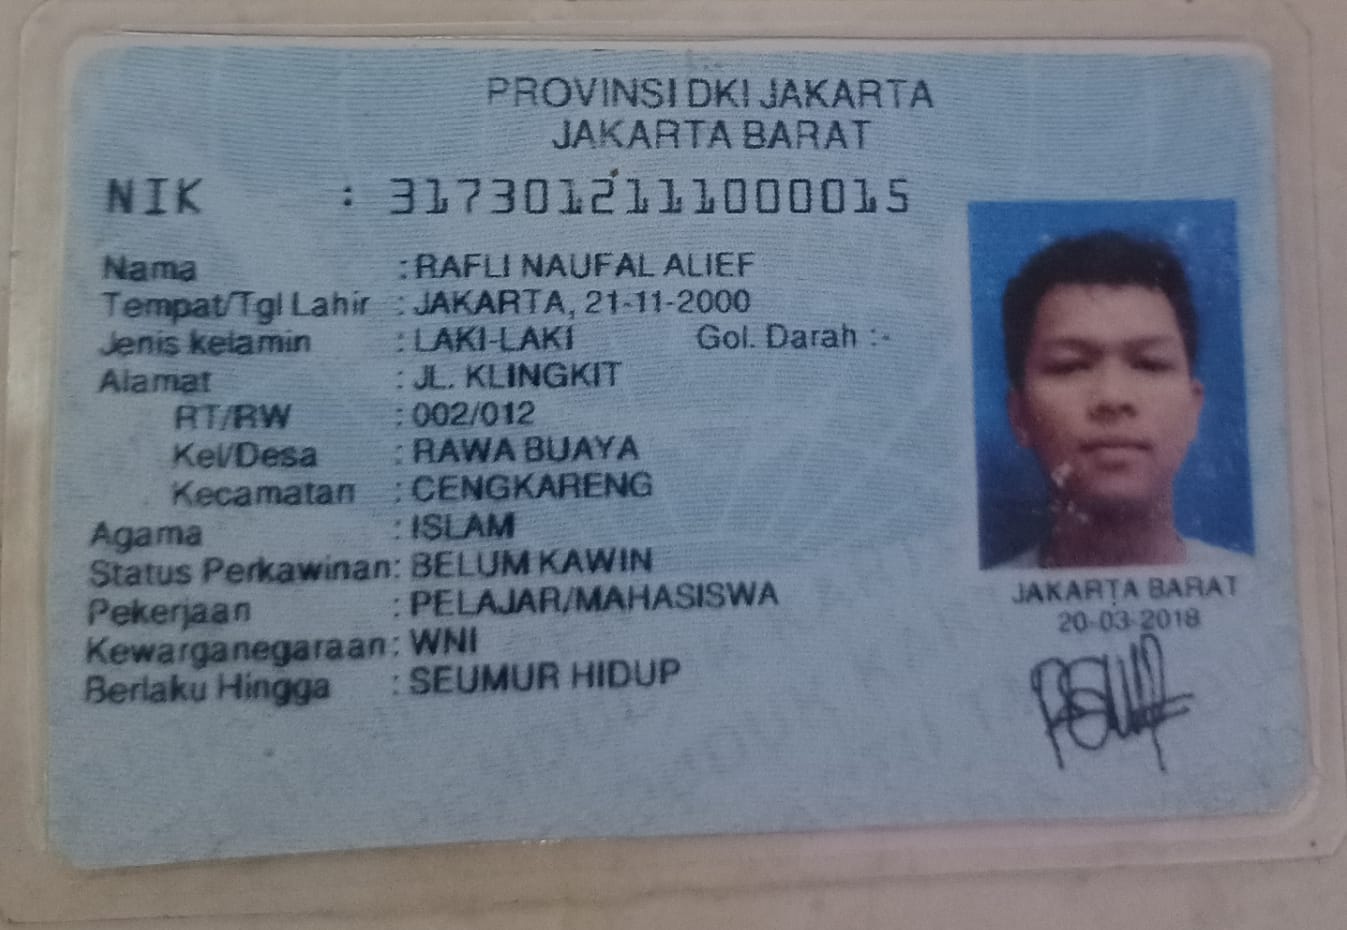 PROVINSI DKI JAKARTA
JAKARTA BARAT
NIK : 3173012111000015
Nama : RAFLI NAUFAL ALIEF
Tempat/Tgl Lahir : JAKARTA, 21-11-2000
Jenis kelamin : LAKI-LAKI Gol. Darah : -
Alamat : JL. KLINGKIT
RT/RW : 002/012
Kel/Desa : RAWA BUAYA
Kecamatan : CENGKARENG
Agama : ISLAM
Status Perkawinan: BELUM KAWIN
Pekerjaan : PELAJAR/MAHASISWA
Kewarganegaraan: WNI
Berlaku Hingga : SEUMUR HIDUP
JAKARTA BARAT
20-03-2018